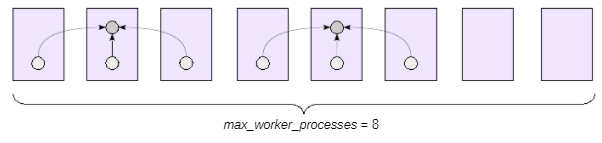 max_worker_processes = 8